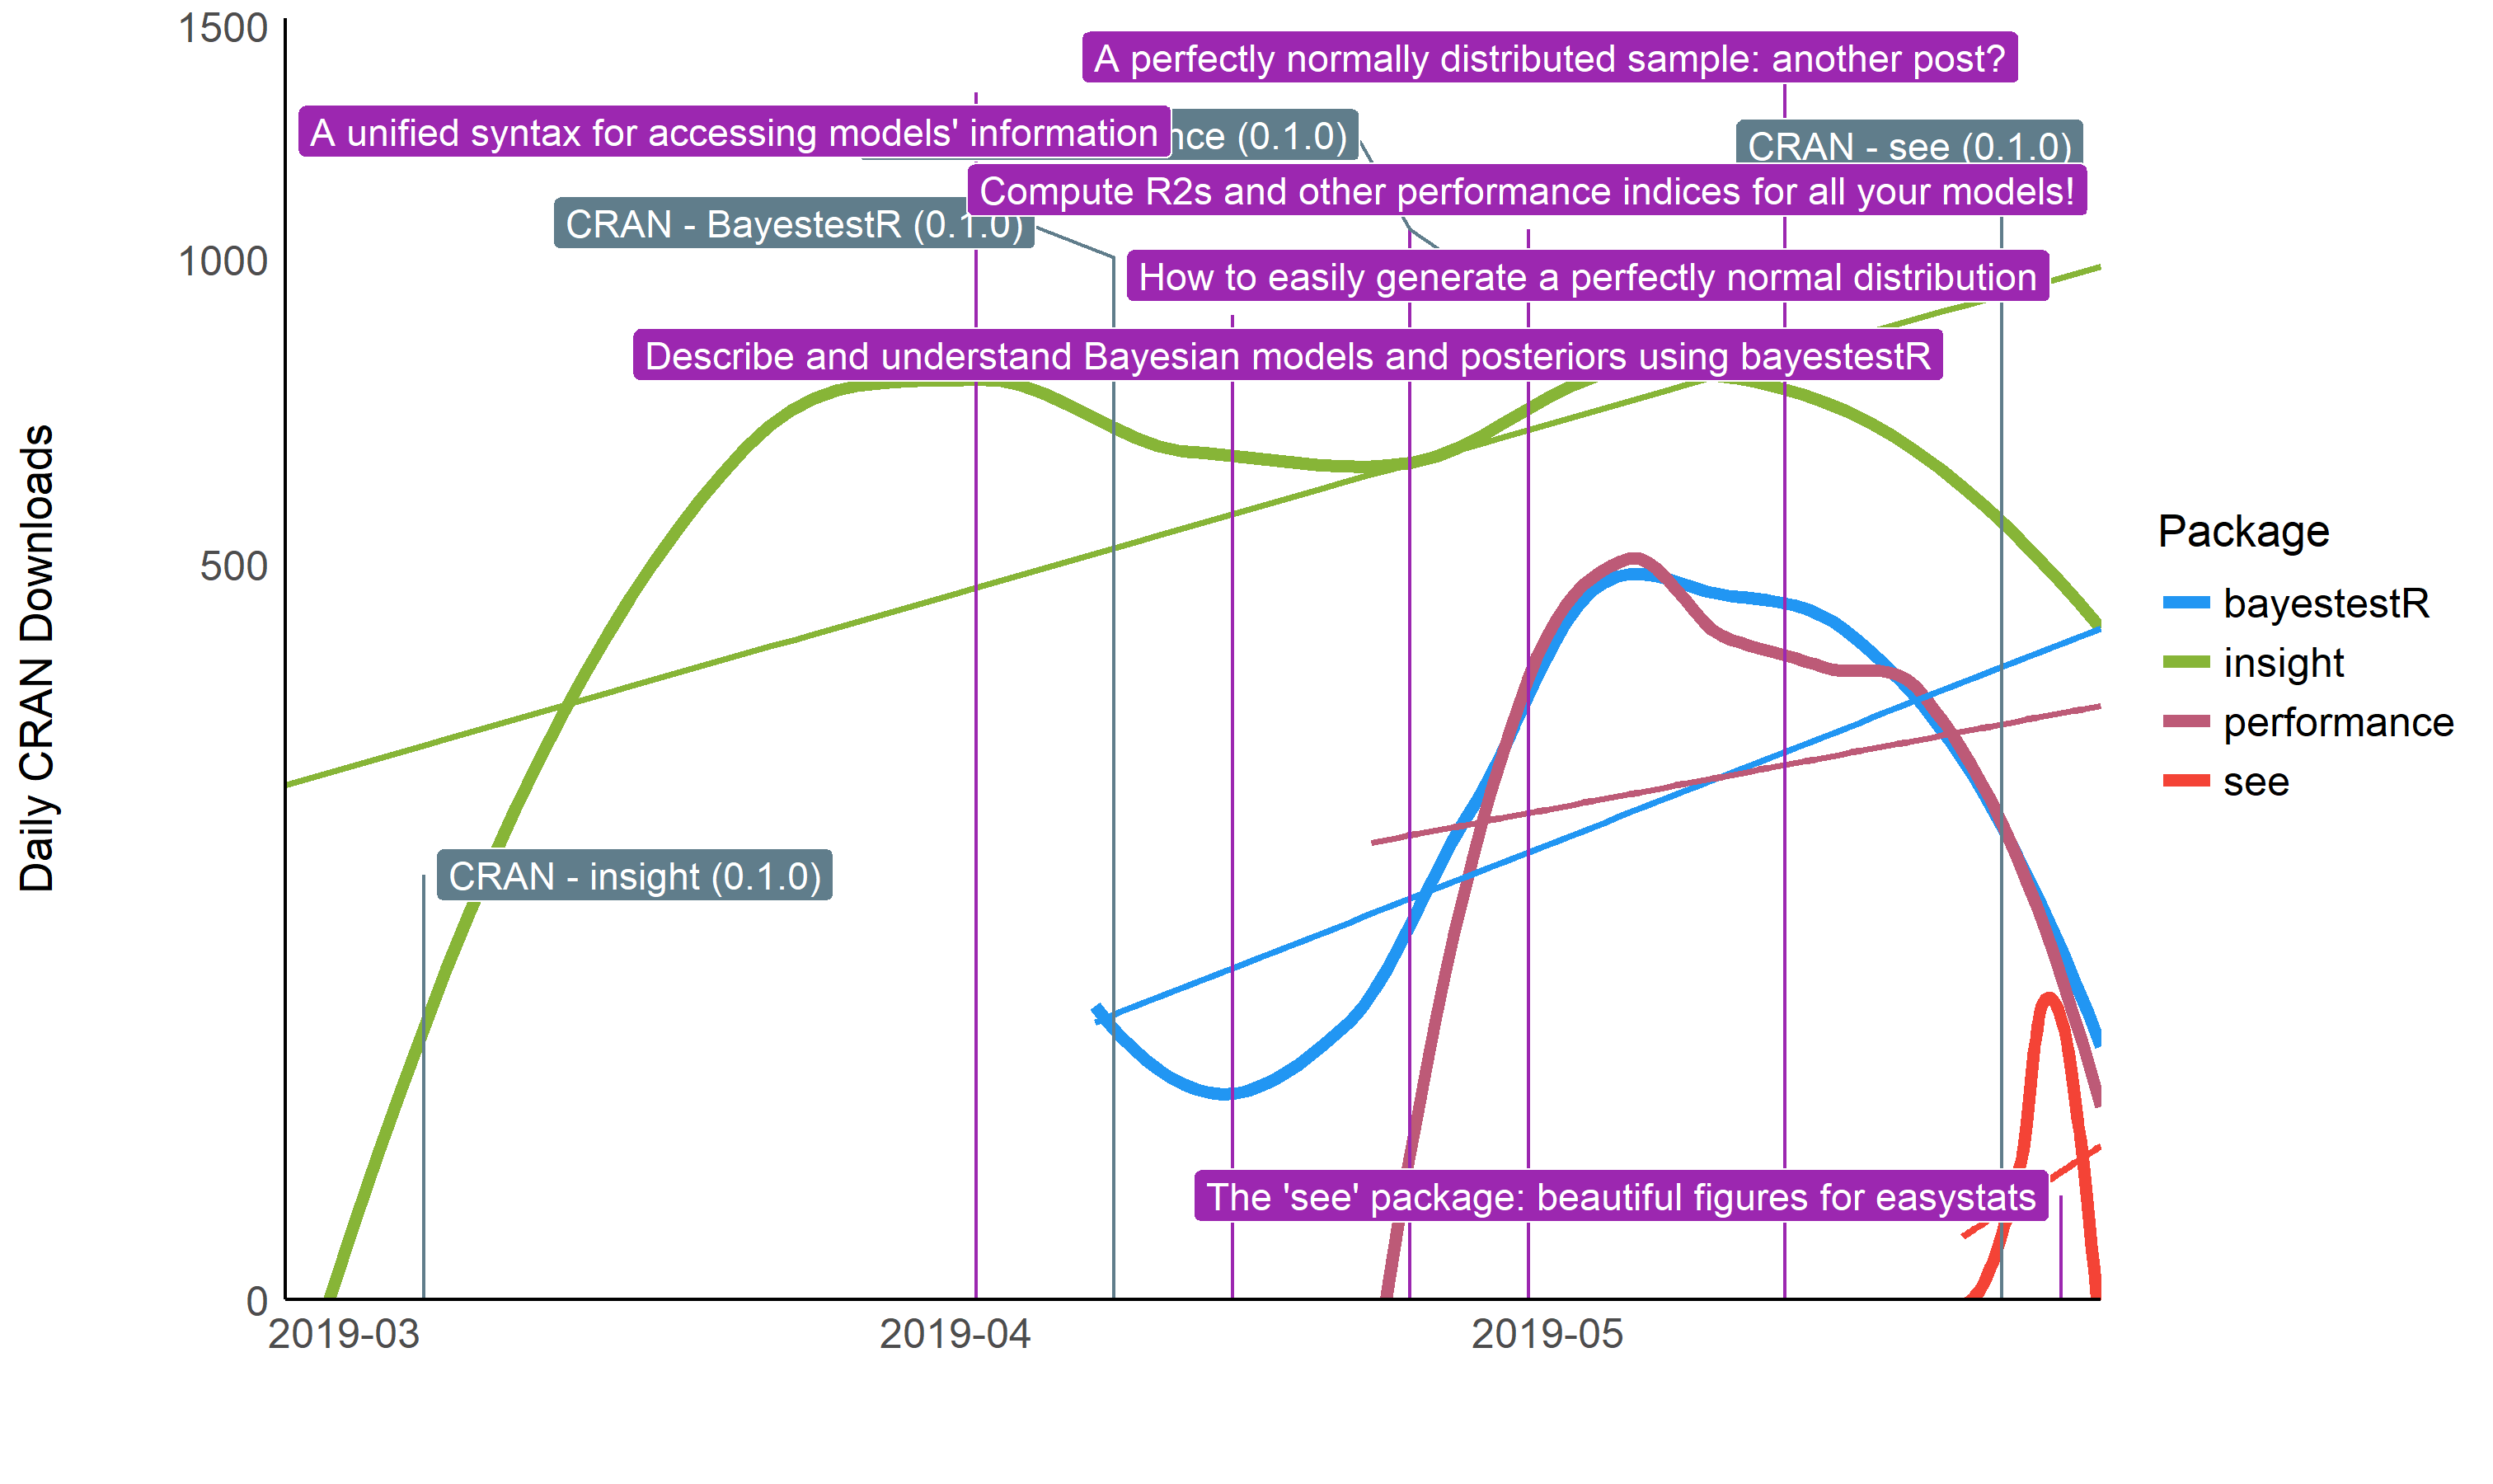 1500
1000
500
0
Daily CRAN Downloads
A perfectly normally distributed sample: another post?
A unified syntax for accessing models' information
(0.1.0)
CRAN - see (0.1.0)
Compute R2s and other performance indices for all your models!
CRAN - BayestestR (0.1.0)
How to easily generate a perfectly normal distribution
Describe and understand Bayesian models and posteriors using bayestestR
CRAN - insight (0.1.0)
The 'see' package: beautiful figures for easystats
2019-03
2019-04
2019-05
Package
bayestestR
insight
performance
see